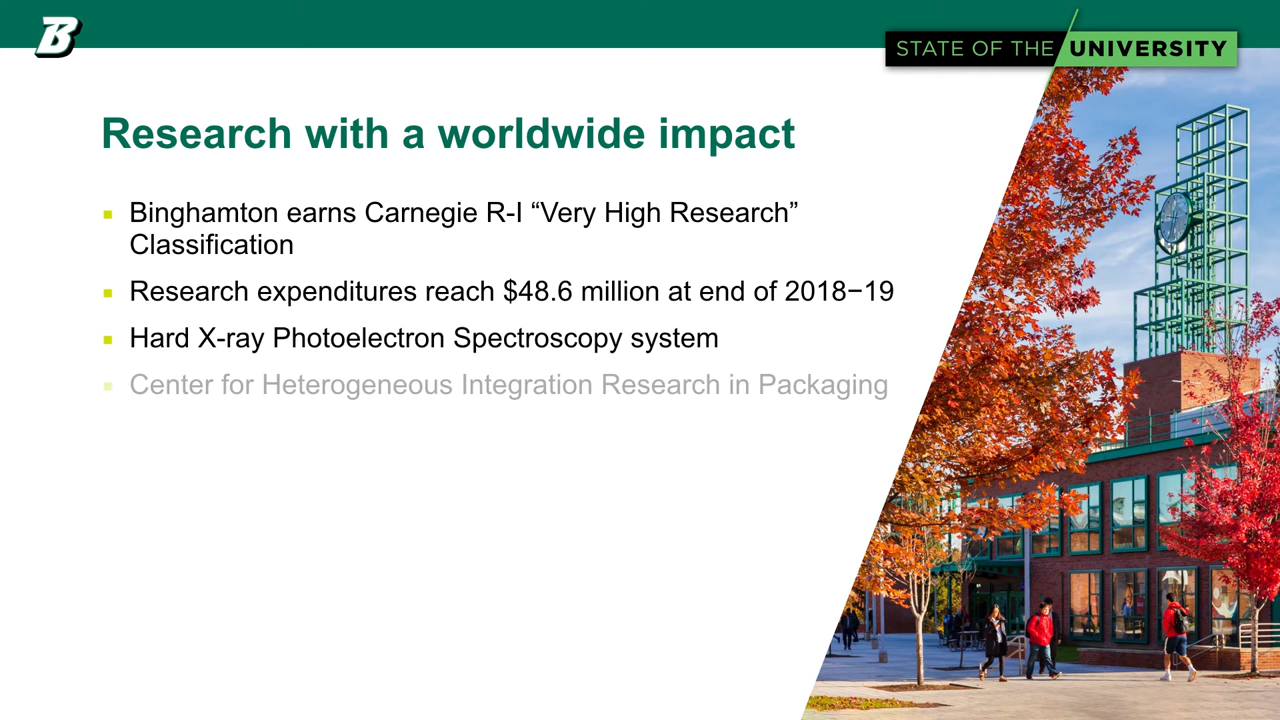 B
STATE OF THE UNIVERSITY
Research with a worldwide impact
Binghamton earns Carnegie R-I “Very High Research”
Classification
Research expenditures reach $48.6 million at end of 2018−19
Hard X-ray Photoelectron Spectroscopy system
Center for Heterogeneous Integration Research in Packaging